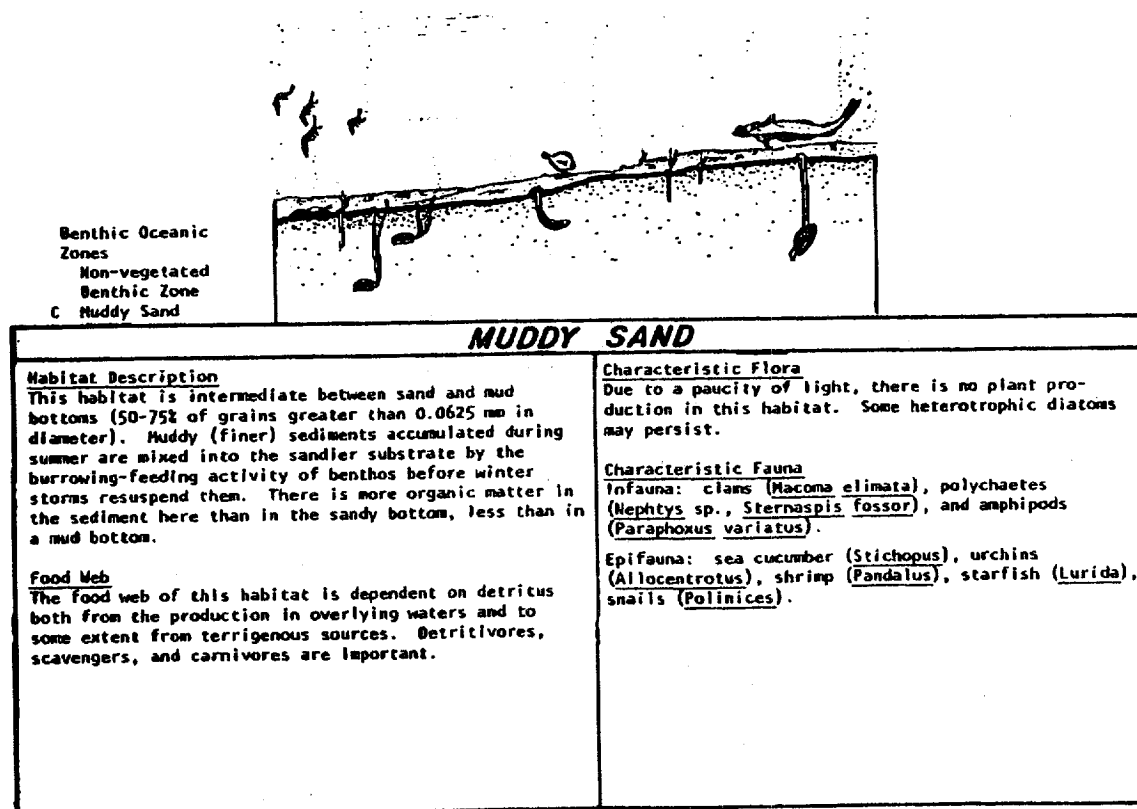 Benthic Oceanic
Zones
Non-vegetated
Benthic Zone
C Muddy Sand
MUDDY SAND
Habitat Description
This habitat is intermediate between sand and mud
bottoms (50-75% of grains greater than 0.0625 mm in
diameter). Muddy (finer) sediments accumulated during
summer are mixed into the sandier substrate by the
burrowing-feeding activity of benthos before winter
storms resuspend them. There is more organic matter in
the sediment here than in the sandy bottom, less than in
a mud bottom.
Food Web
The food web of this habitat is dependent on detritus
both from the production in overlying waters and to
some extent from terrigenous sources. Detritivores,
scavengers, and carnivores are important.
Characteristic Flora
Due to a paucity of light, there is no plant pro-
duction in this habitat. Some heterotrophic diatoms
may persist.
Characteristic Fauna
Infauna: clams (Macoma elimata), polychaetes
(Nephtys sp., Sternaspis fossor), and amphipods
(Paraphoxus variatus).
Epifauna: sea cucumber (Stichopus), urchins
(Allocentrotus), shrimp (Pandalus), starfish (Lurida),
snails (Polinices).